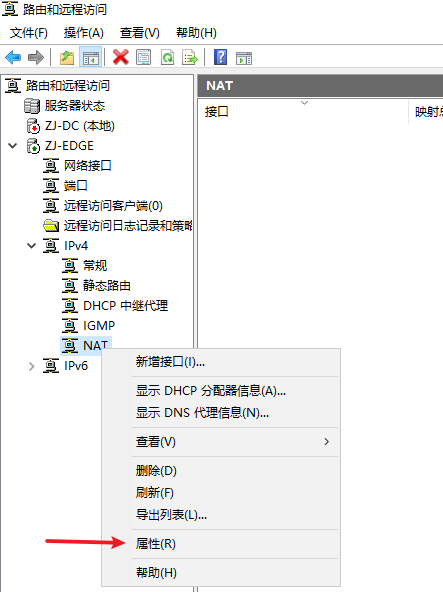 路由和远程访问
文件(F) 操作(A) 查看(V) 帮助(H)
路由和远程访问
服务器状态
ZJ-DC (本地)
ZJ-EDGE
网络接口
端口
远程访问客户端(0)
远程访问日志记录和策略
IPv4
常规
静态路由
DHCP 中继代理
IGMP
NAT
IPv6
NAT
接口 映射总
新增接口(I)...
显示 DHCP 分配器信息(A)...
显示 DNS 代理信息(N)...
查看(V)
删除(D)
刷新(F)
导出列表(L)...
属性(R)
帮助(H)